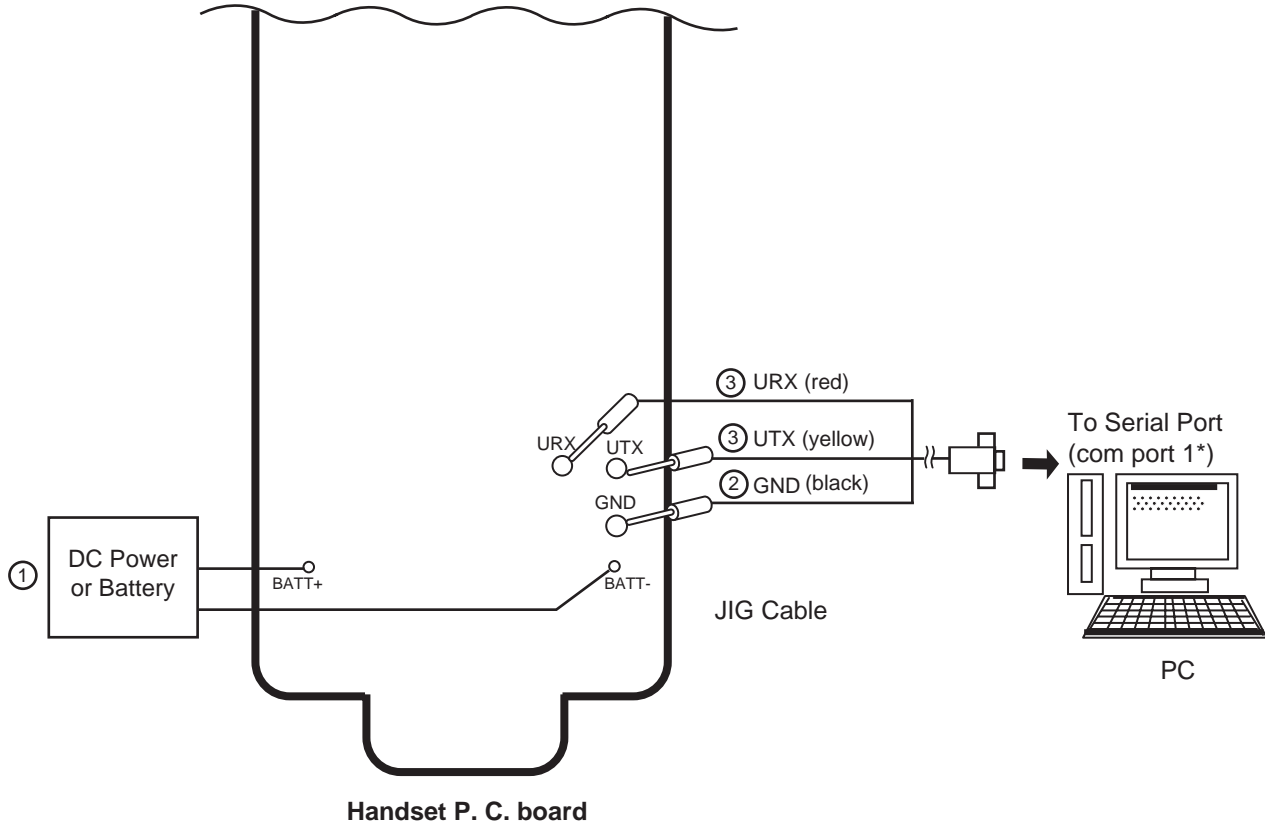 ③ URX (red)
To Serial Port
(com port 1*)
URX
UTX
③ UTX (yellow)
② GND (black)
GND
①
DC Power
or Battery
BATT+
BATT-
JIG Cable
PC
Handset P. C. board